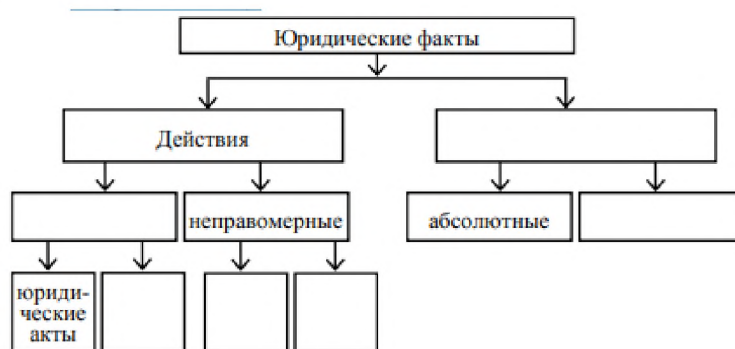 Юридические факты
Действия
неправомерные
абсолютные
юриди-
ческие
акты